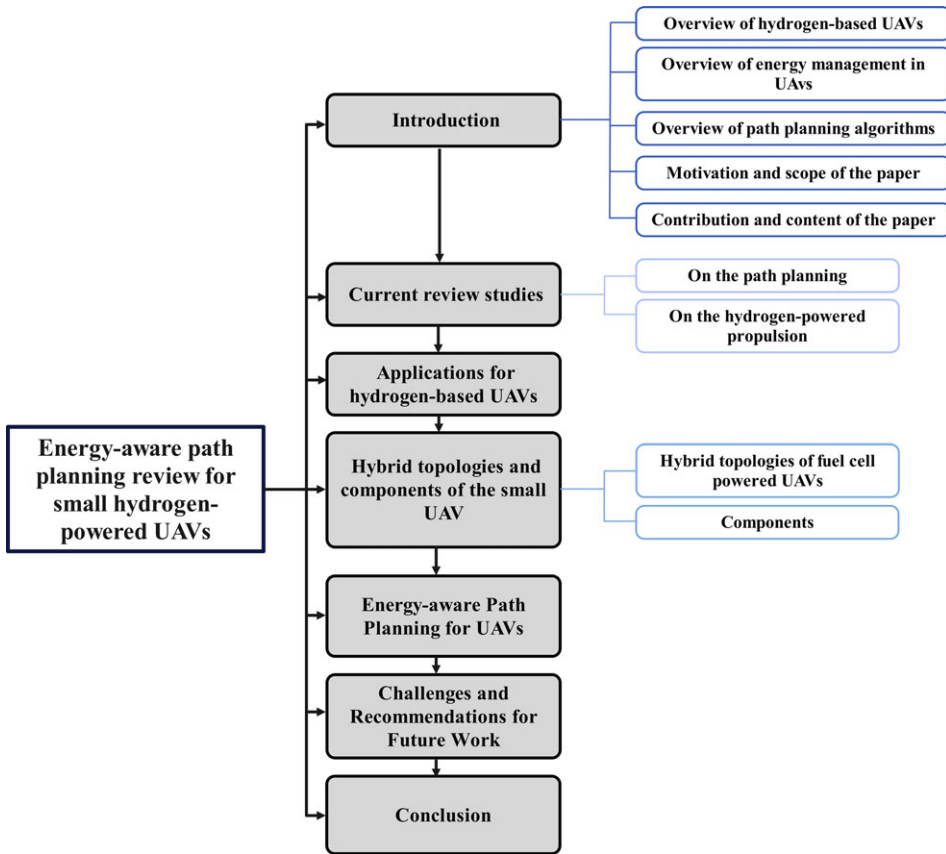 Energy-aware path
planning review for
small hydrogen-
powered UAVs
Introduction
Overview of hydrogen-based UAVs
Overview of energy management in
UAvs
Overview of path planning algorithms
Motivation and scope of the paper
Contribution and content of the paper
Current review studies
On the path planning
On the hydrogen-powered
propulsion
Applications for
hydrogen-based UAVs
Hybrid topologies and
components of the small
UAV
Hybrid topologies of fuel cell
powered UAVs
Components
Energy-aware Path
Planning for UAVs
Challenges and
Recommendations for
Future Work
Conclusion